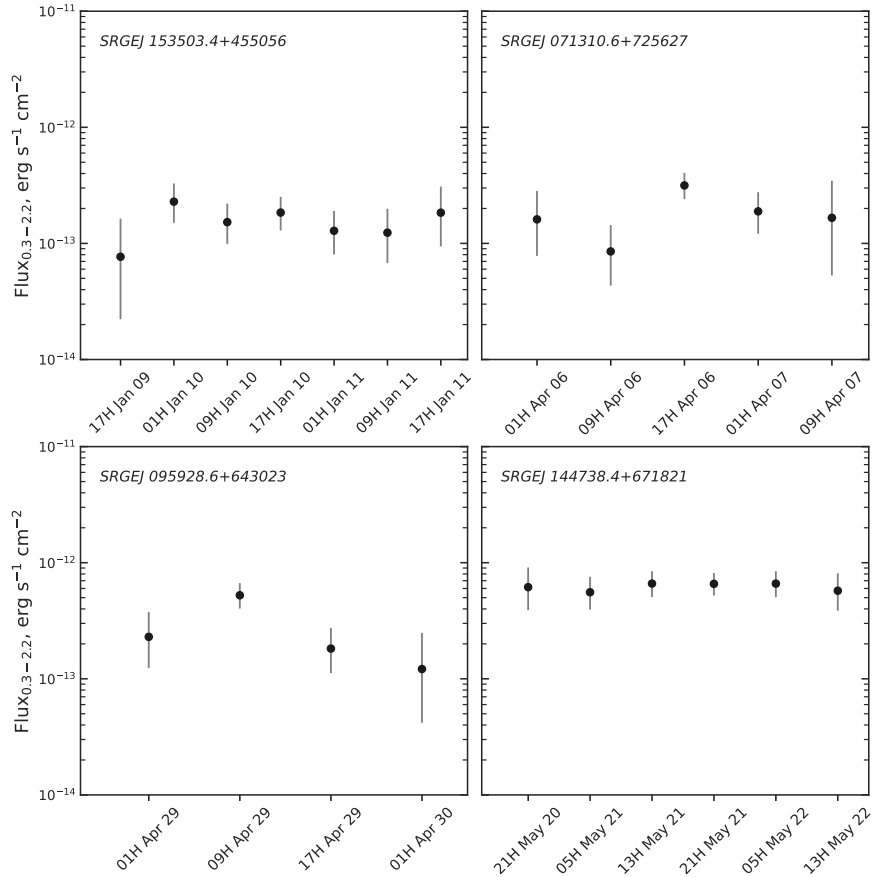 10⁻¹¹
10⁻¹²
10⁻¹³
10⁻¹⁴
Flux₀.₃₋₂.₂, erg s⁻¹ cm⁻²
SRGEJ 153503.4+455056
17H Jan 09
01H Jan 10
09H Jan 10
17H Jan 10
01H Jan 11
09H Jan 11
17H Jan 11
SRGEJ 071310.6+725627
01H Apr 06
09H Apr 06
17H Apr 06
01H Apr 07
09H Apr 07
10⁻¹¹
10⁻¹²
10⁻¹³
10⁻¹⁴
Flux₀.₃₋₂.₂, erg s⁻¹ cm⁻²
SRGEJ 095928.6+643023
01H Apr 29
09H Apr 29
17H Apr 29
01H Apr 30
SRGEJ 144738.4+671821
21H May 20
05H May 21
13H May 21
21H May 21
05H May 22
13H May 22